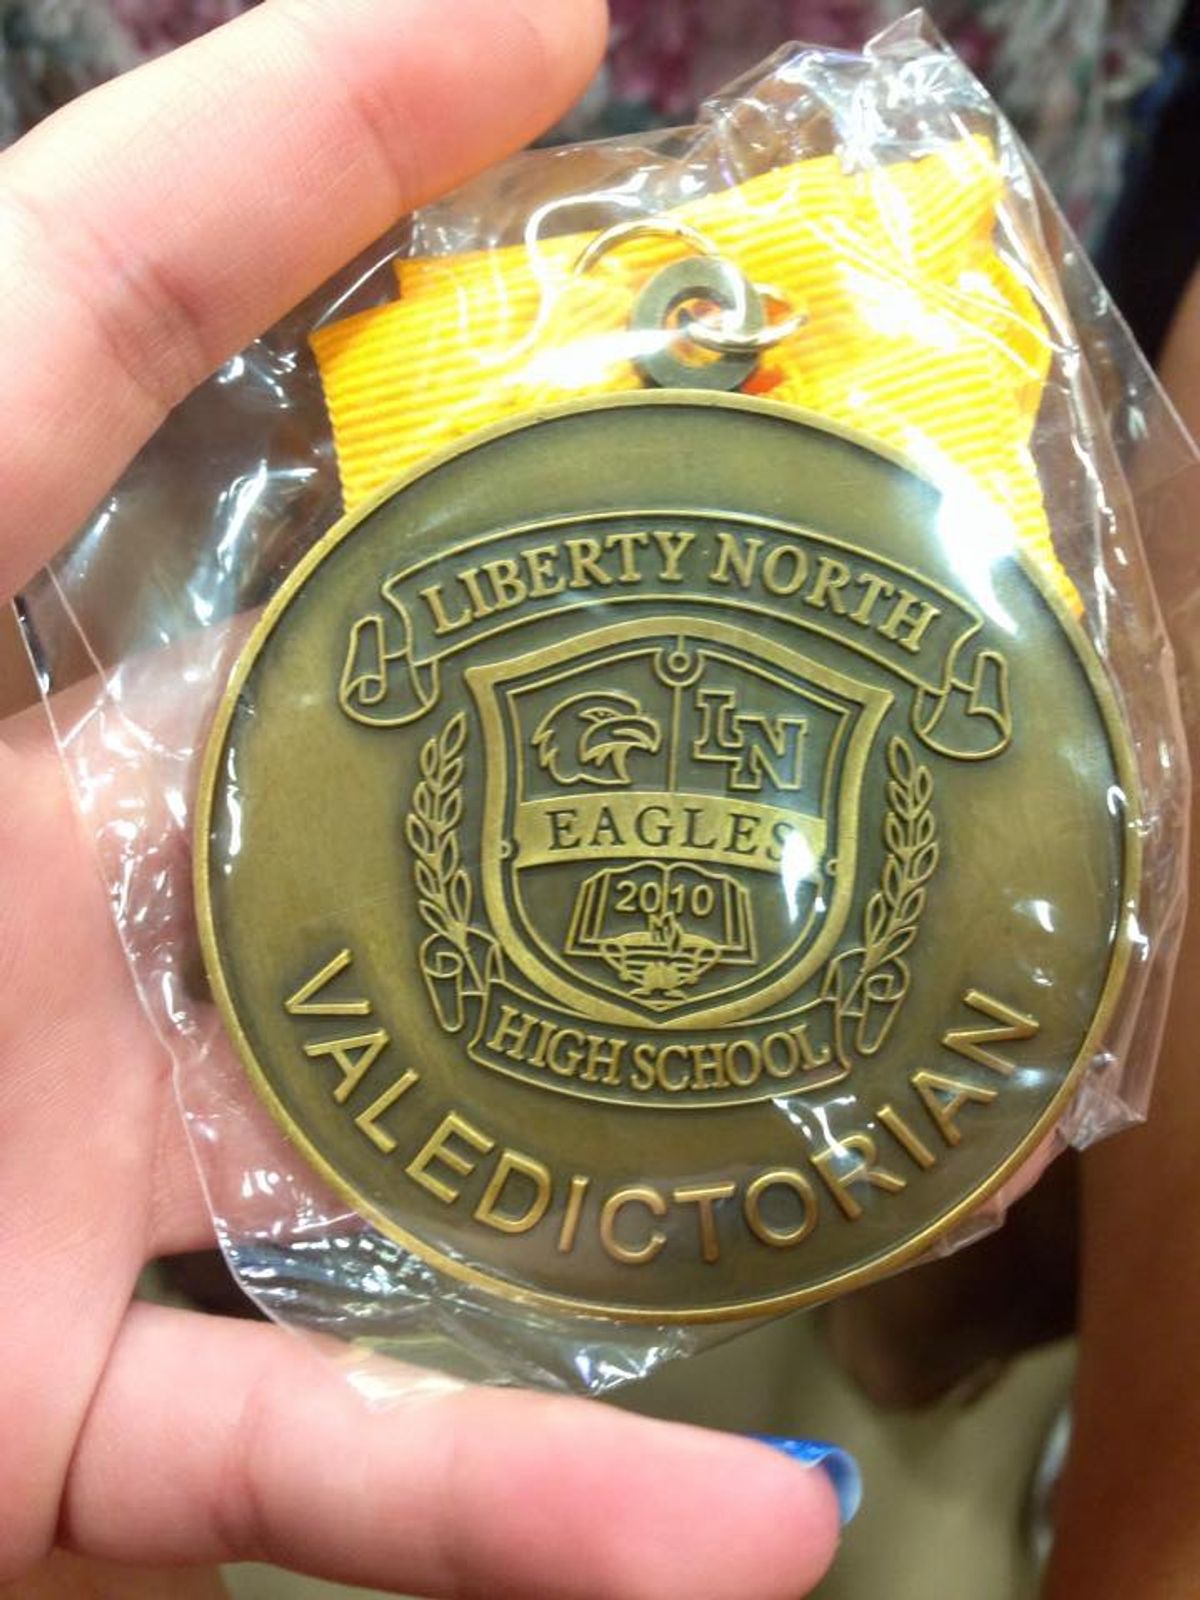 LIBERTY NORTH
LN
EAGLES
2010
HIGH SCHOOL
VALEDICTORIAN